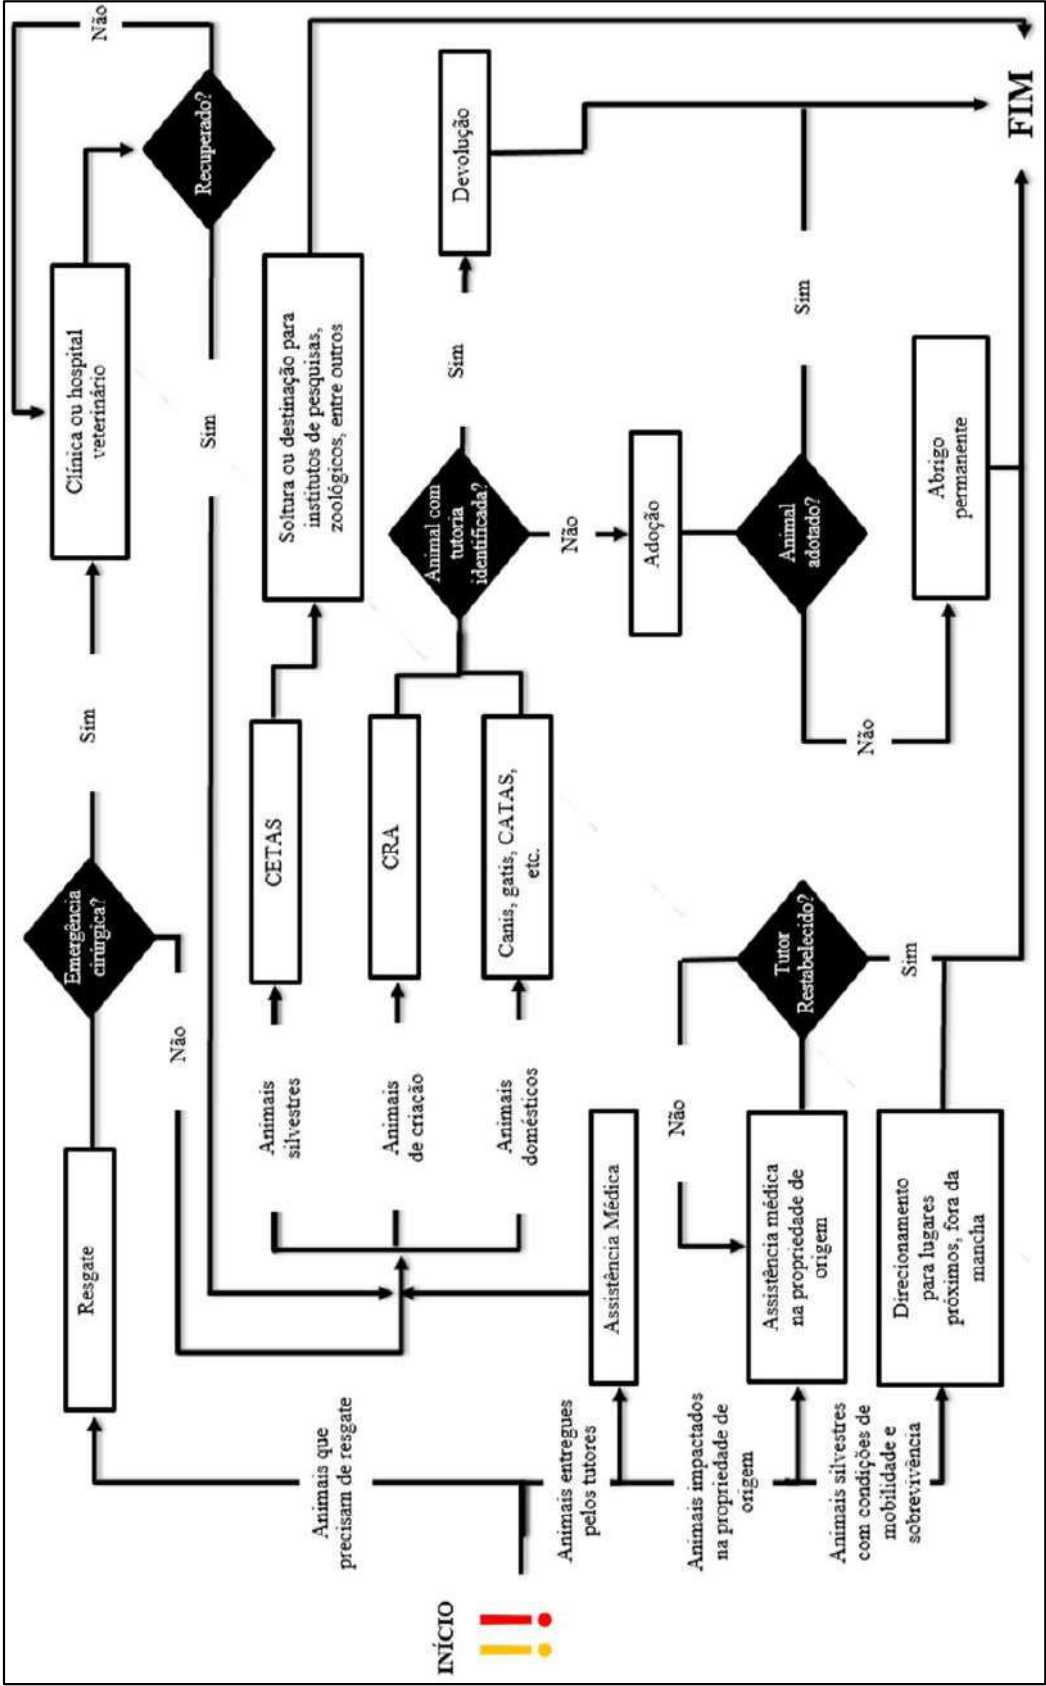 INÍCIO
Animais que
precisam de resgate
Animais entregues
pelos tutores
Animais impactados
na propriedade de
origem
Animais silvestres
com condições de
mobilidade e
sobrevivência
Resgate
Emergência
cirúrgica?
Sim
Não
Clínica ou hospital
veterinário
Recuperado?
Não
Sim
Assistência Médica
Animais
silvestres
Animais
de criação
Animais
domésticos
CETAS
CRA
Canis, gatis, CATAS,
etc.
Soltura ou destinação para
institutos de pesquisas,
zoológicos, entre outros
Animal com
tutoria
identificada?
Sim
Devolução
Não
Adoção
Animal
adotado?
Sim
Não
Abrigo
permanente
Assistência médica
na propriedade de
origem
Tutor
Restabelecido?
Não
Sim
Direcionamento
para lugares
próximos, fora da
mancha
FIM